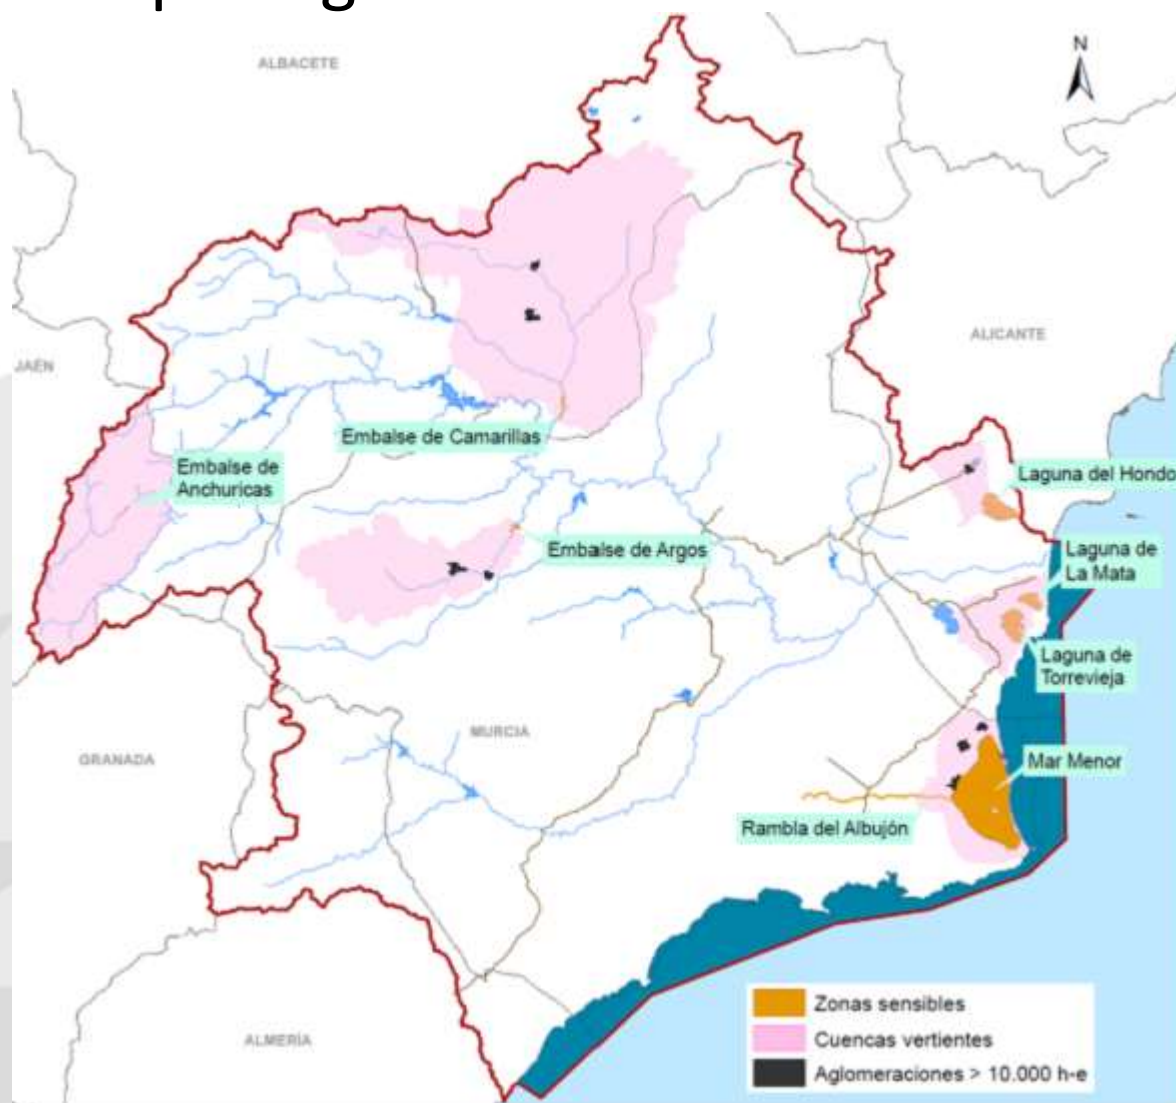 ALBACETE
N
ALICANTE
JAÉN
Embalse de Camarillas
Embalse de
Anchuricas
Laguna del Hondo
Embalse de Argos
Laguna de
La Mata
Laguna de
Torrevieja
MURCIA
GRANADA
Mar Menor
Rambla del Albujón
ALMERÍA
Zonas sensibles
Cuencas vertientes
Aglomeraciones > 10.000 h-e